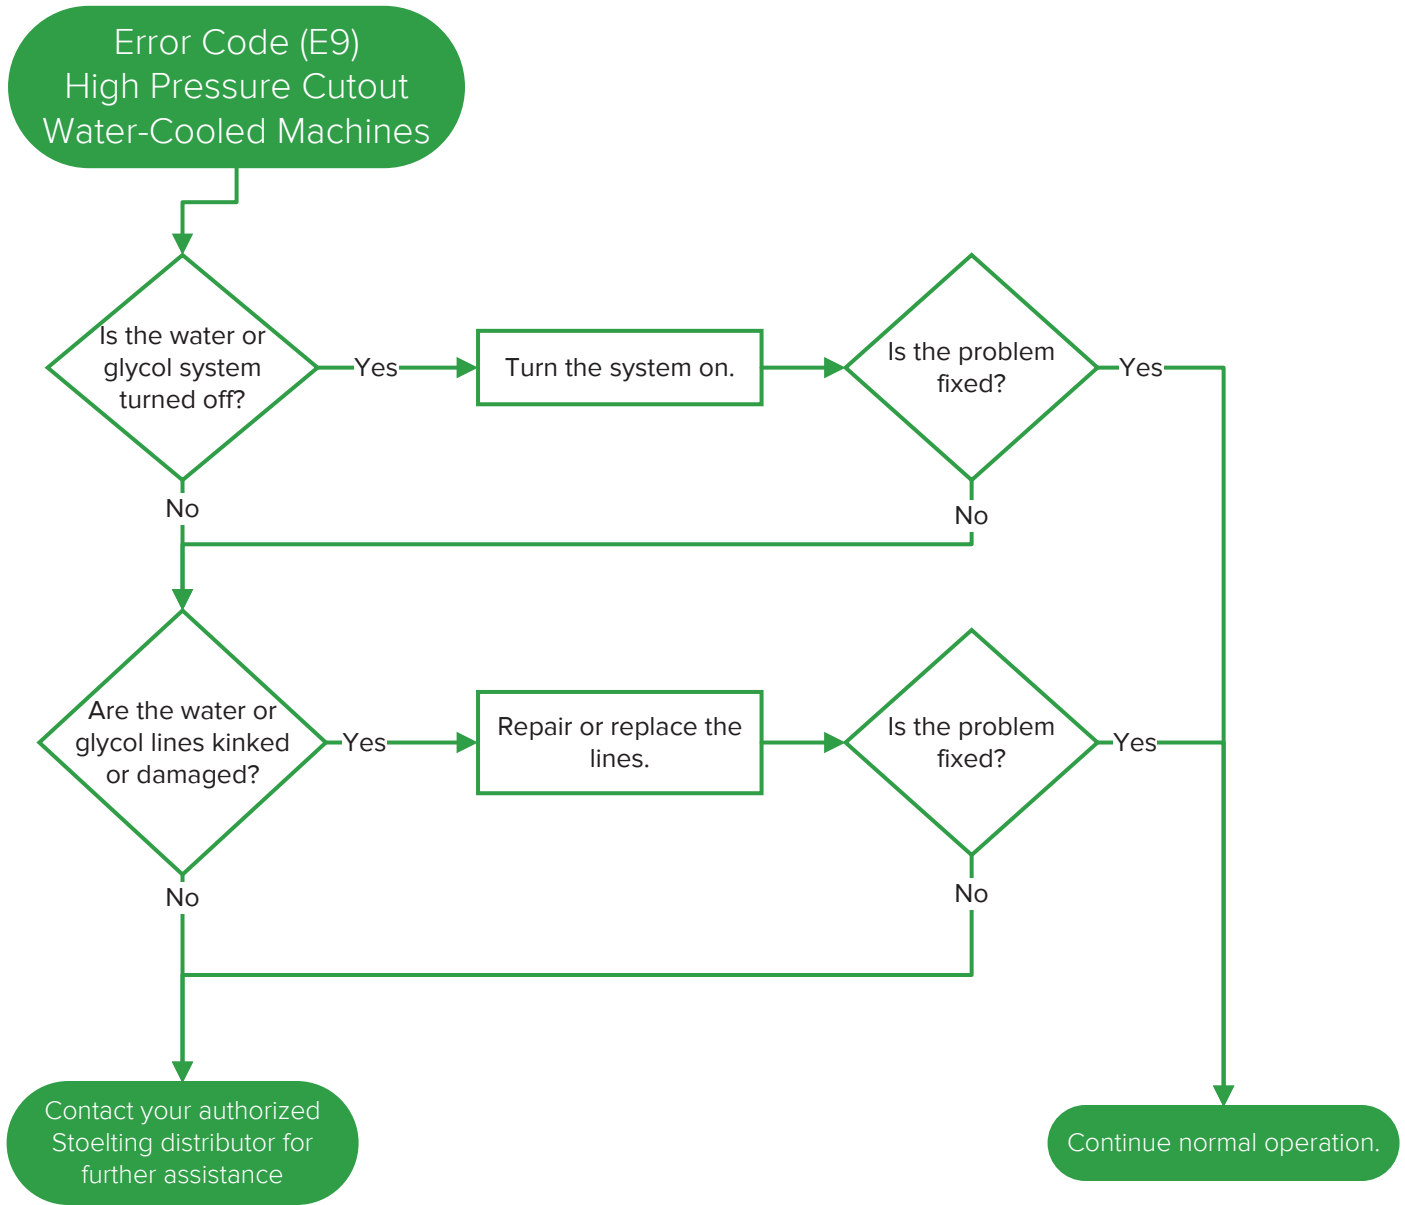 Error Code (E9)
High Pressure Cutout
Water-Cooled Machines
Is the water or
glycol system
turned off?
Yes
Turn the system on.
Is the problem
fixed?
Yes
No
No
Are the water or
glycol lines kinked
or damaged?
Yes
Repair or replace the
lines.
Is the problem
fixed?
Yes
No
No
Contact your authorized
Stoelting distributor for
further assistance
Continue normal operation.